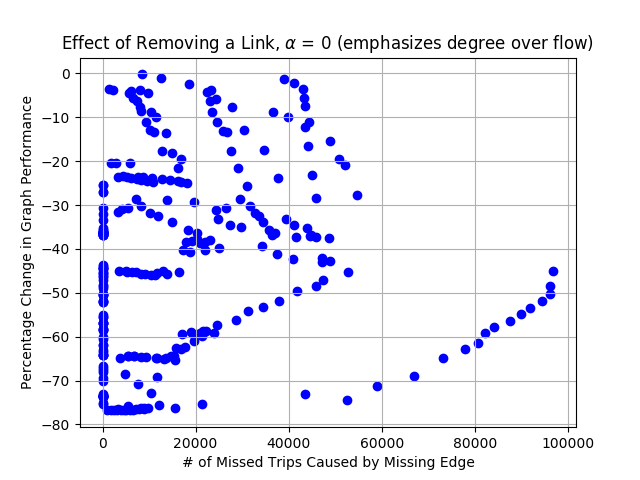 Effect of Removing a Link, α = 0 (emphasizes degree over flow)
Percentage Change in Graph Performance
0
−10
−20
−30
−40
−50
−60
−70
−80
0 20000 40000 60000 80000 100000
# of Missed Trips Caused by Missing Edge